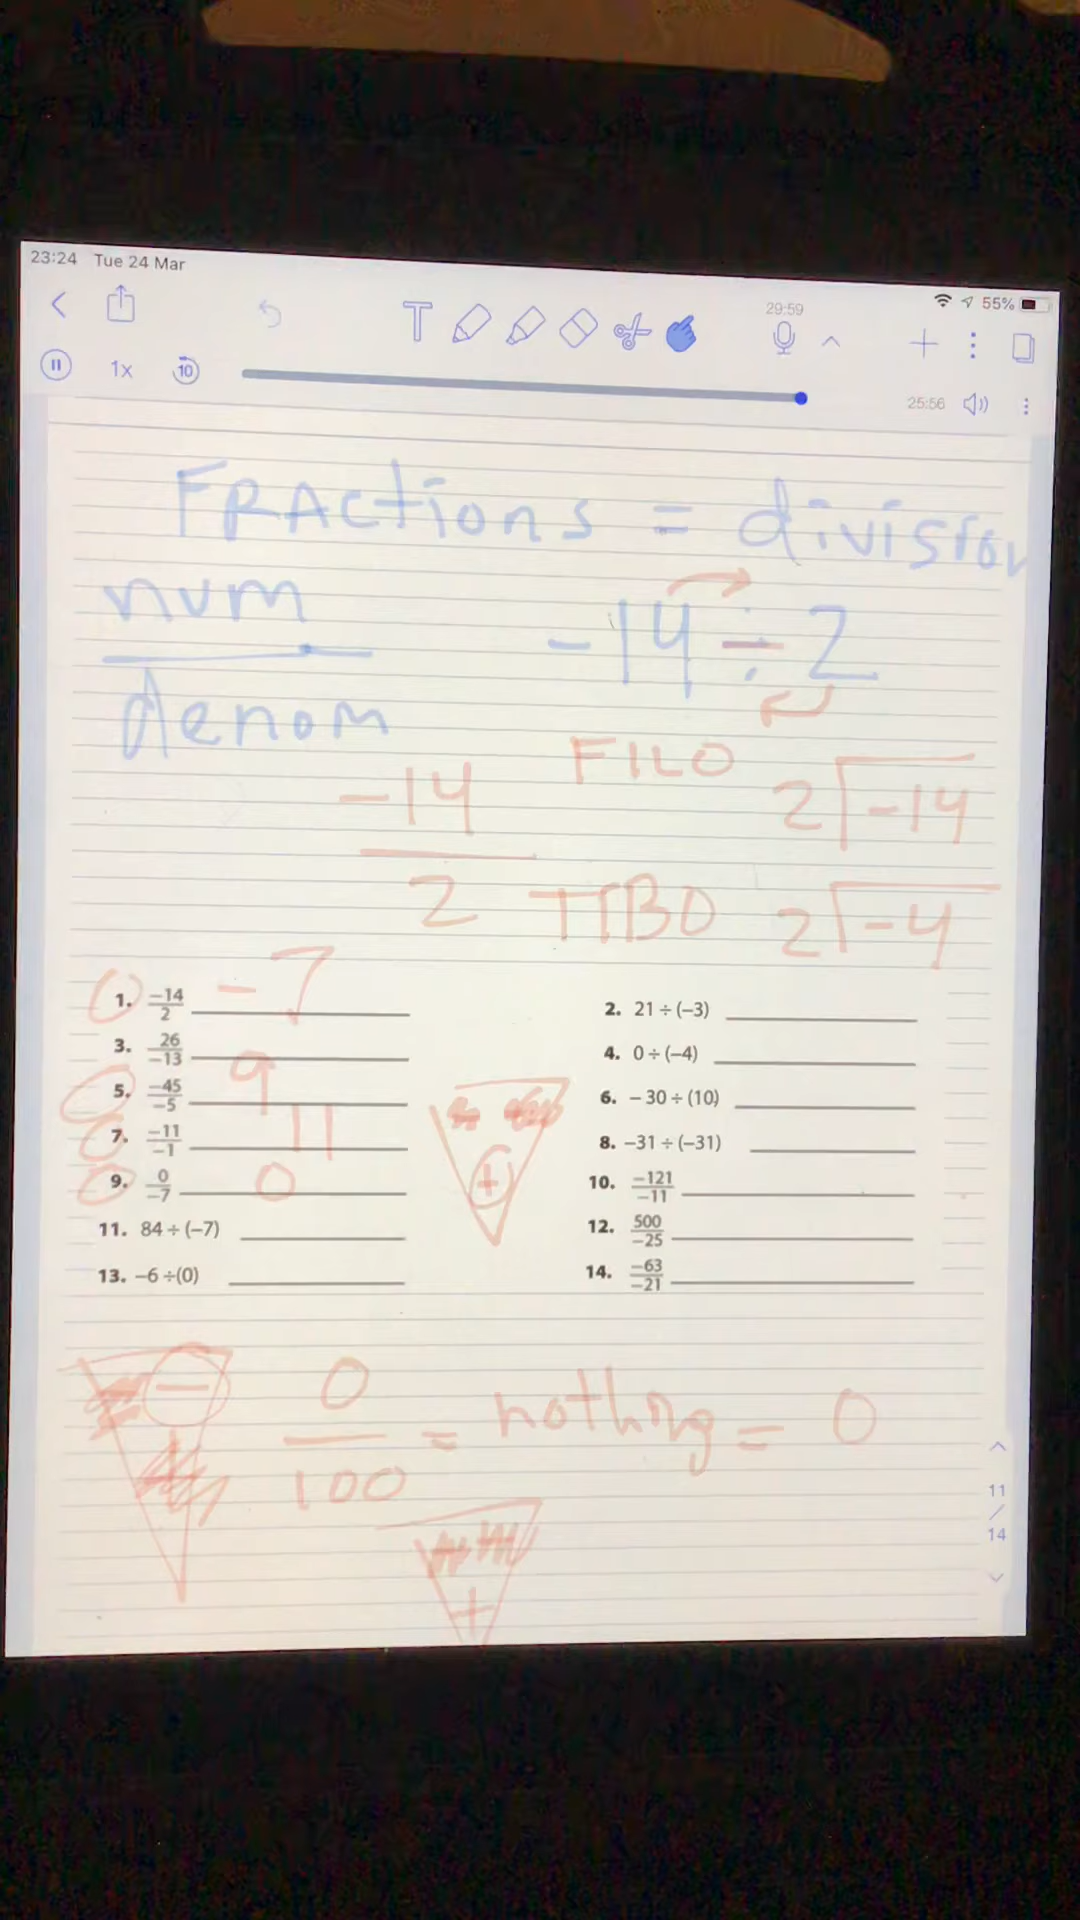 23:24 Tue 24 Mar
55%
29:59
1x 10 25:56
FRActions = division
num
denom
-14 ÷ 2
FILO
-14
2
2 -14
TTBO
2 -4
1. -14/2 -7
2. 21 ÷ (-3)
3. 26/-13
4. 0 ÷ (-4)
5. -45/-5 9
6. - 30 ÷ (10)
7. -11/-1 11
8. -31 ÷ (-31)
9. 0/-7 0
10. -121/-11
11. 84 ÷ (-7)
12. 500/-25
13. -6 ÷(0)
14. -63/-21
+
-
0/100 = nothing = 0
+
11
/
14